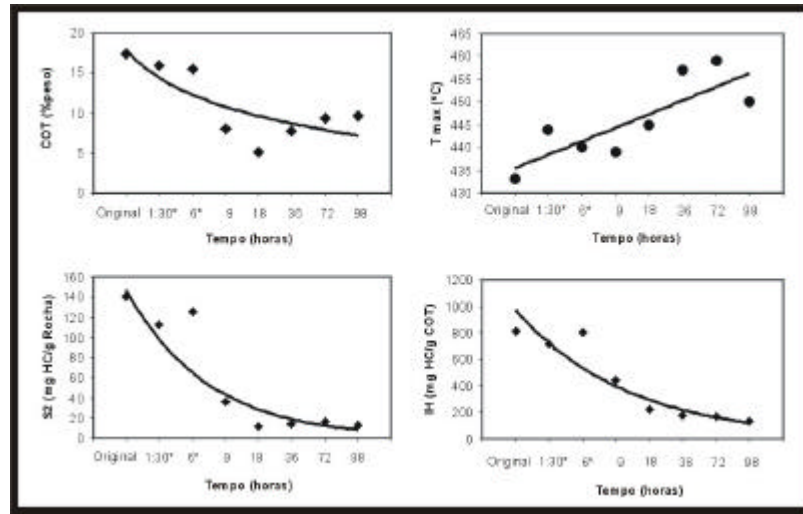 20
15
10
5
0
COT (%peso)
Original 1:30* 6* 9 18 36 72 98
Tempo (horas)
465
460
455
450
445
440
435
430
Tmax (°C)
Original 1:30* 6* 9 18 36 72 98
Tempo (horas)
160
140
120
100
80
60
40
20
0
S2 (mg HC/g Rocha)
Original 1:30* 6* 9 18 36 72 98
Tempo (horas)
1200
1000
800
600
400
200
0
IH (mg HC/g COT)
Original 1:30* 6* 9 18 36 72 98
Tempo (horas)